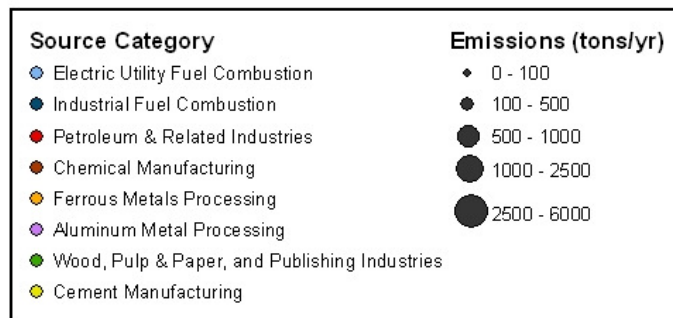 Source Category
Electric Utility Fuel Combustion
Industrial Fuel Combustion
Petroleum & Related Industries
Chemical Manufacturing
Ferrous Metals Processing
Aluminum Metal Processing
Wood, Pulp & Paper, and Publishing Industries
Cement Manufacturing
Emissions (tons/yr)
0 - 100
100 - 500
500 - 1000
1000 - 2500
2500 - 6000